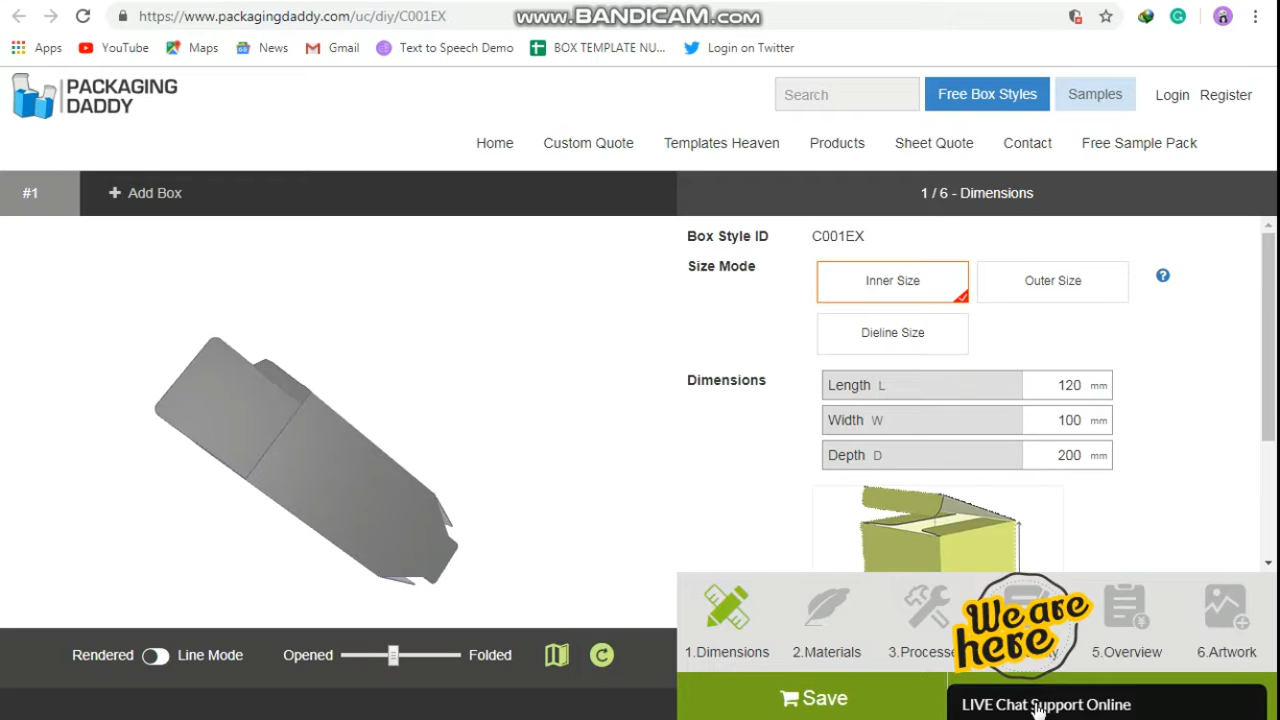 https://www.packagingdaddy.com/uc/diy/C001EX
www.BANDICAM.com
Apps YouTube Maps News Gmail Text to Speech Demo BOX TEMPLATE NU... Login on Twitter
PACKAGING
DADDY
Search Free Box Styles Samples Login Register
Home Custom Quote Templates Heaven Products Sheet Quote Contact Free Sample Pack
#1 + Add Box 1 / 6 - Dimensions
Box Style ID C001EX
Size Mode Inner Size Outer Size
Dieline Size
Dimensions Length L 120 mm
Width W 100 mm
Depth D 200 mm
We are
here
1.Dimensions 2.Materials 5.Overview 6.Artwork
Rendered Line Mode Opened Folded
Save
LIVE Chat Support Online